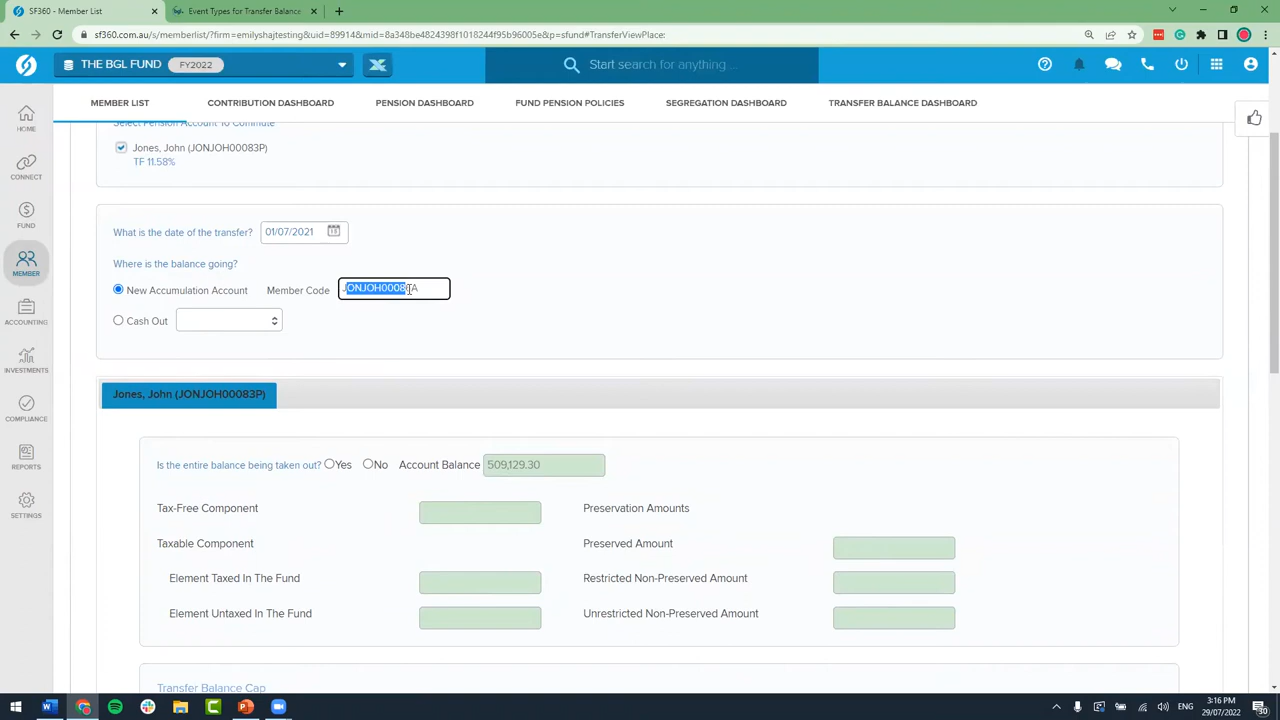 SF360 - Member List
Event Types for Transfer Balance
sf360.com.au/s/memberlist/?firm=emilyshajtesting&uid=89914&mid=8a348be4824398f1018244f95b96005e&p=sfund#TransferViewPlace:
THE BGL FUND FY2022
Start search for anything ...
MEMBER LIST CONTRIBUTION DASHBOARD PENSION DASHBOARD FUND PENSION POLICIES SEGREGATION DASHBOARD TRANSFER BALANCE DASHBOARD
HOME
CONNECT
FUND
MEMBER
ACCOUNTING
INVESTMENTS
COMPLIANCE
REPORTS
SETTINGS
Select Pension Account To Commute
Jones, John (JONJOH00083P)
TF 11.58%
What is the date of the transfer? 01/07/2021
Where is the balance going?
New Accumulation Account Member Code
Cash Out
Jones, John (JONJOH00083P)
Is the entire balance being taken out? Yes No Account Balance 509,129.30
Tax-Free Component Preservation Amounts
Taxable Component Preserved Amount
Element Taxed In The Fund Restricted Non-Preserved Amount
Element Untaxed In The Fund Unrestricted Non-Preserved Amount
Transfer Balance Cap
ENG
3:16 PM
29/07/2022
30